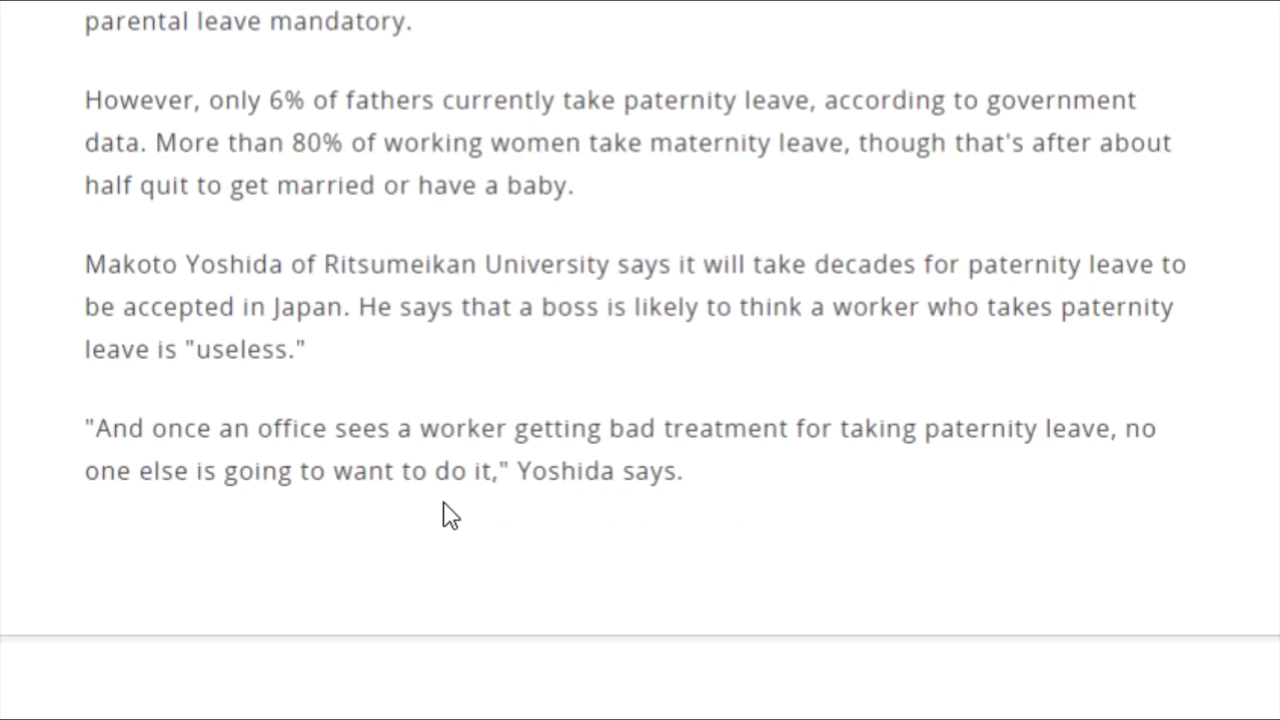 parental leave mandatory.
However, only 6% of fathers currently take paternity leave, according to government
data. More than 80% of working women take maternity leave, though that's after about
half quit to get married or have a baby.
Makoto Yoshida of Ritsumeikan University says it will take decades for paternity leave to
be accepted in Japan. He says that a boss is likely to think a worker who takes paternity
leave is "useless."
"And once an office sees a worker getting bad treatment for taking paternity leave, no
one else is going to want to do it," Yoshida says.